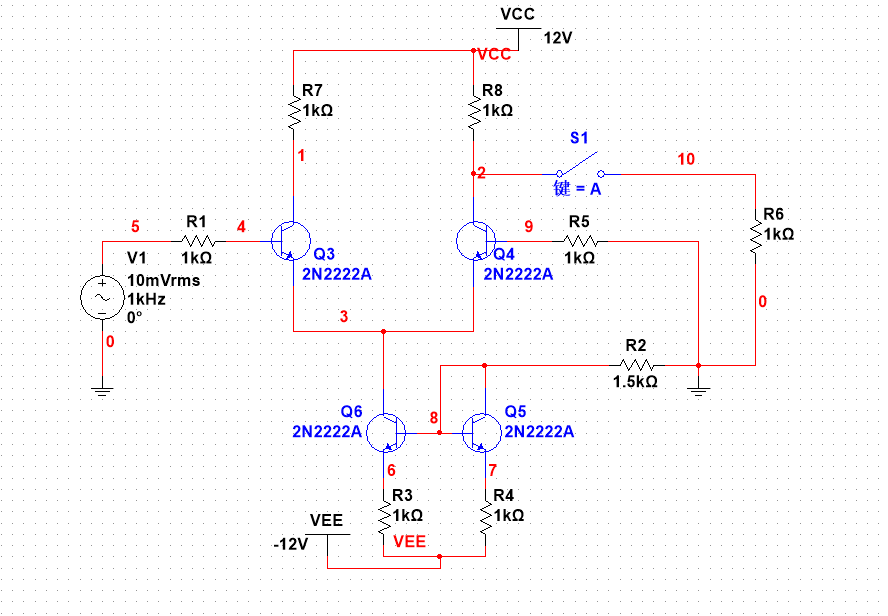 VCC
12V
VCC
R7
1kΩ
R8
1kΩ
S1
1
2
10
键 = A
5
R1
4
9
R5
R6
1kΩ
V1
1kΩ
Q3
2N2222A
Q4
2N2222A
1kΩ
10mVrms
1kHz
0°
3
0
0
R2
1.5kΩ
Q6
2N2222A
8
Q5
2N2222A
6
7
R3
1kΩ
R4
1kΩ
VEE
-12V
VEE